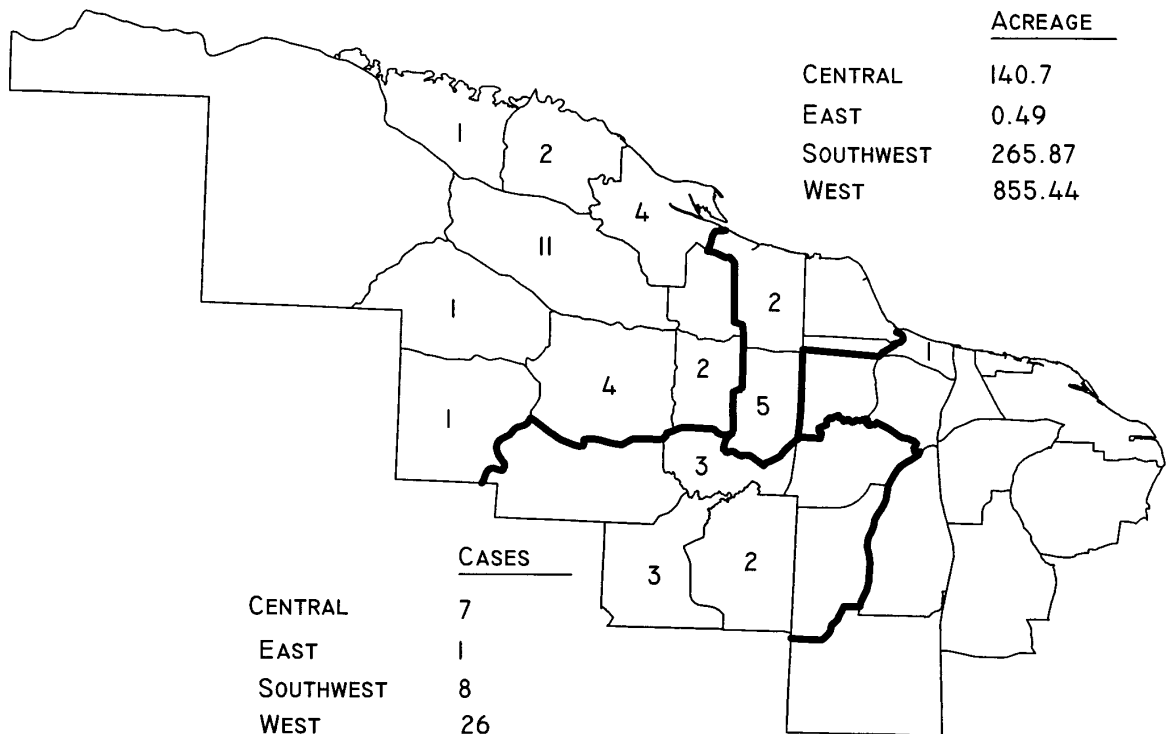 ACREAGE
CENTRAL 140.7
EAST 0.49
SOUTHWEST 265.87
WEST 855.44
1
2
4
11
2
1
1
4
2
5
1
3
3
2
CASES
CENTRAL 7
EAST 1
SOUTHWEST 8
WEST 26